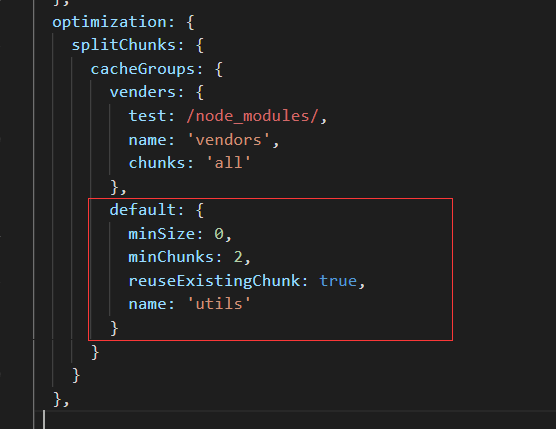 },
optimization: {
splitChunks: {
cacheGroups: {
venders: {
test: /node_modules/,
name: 'vendors',
chunks: 'all'
},
default: {
minSize: 0,
minChunks: 2,
reuseExistingChunk: true,
name: 'utils'
}
}
}
},